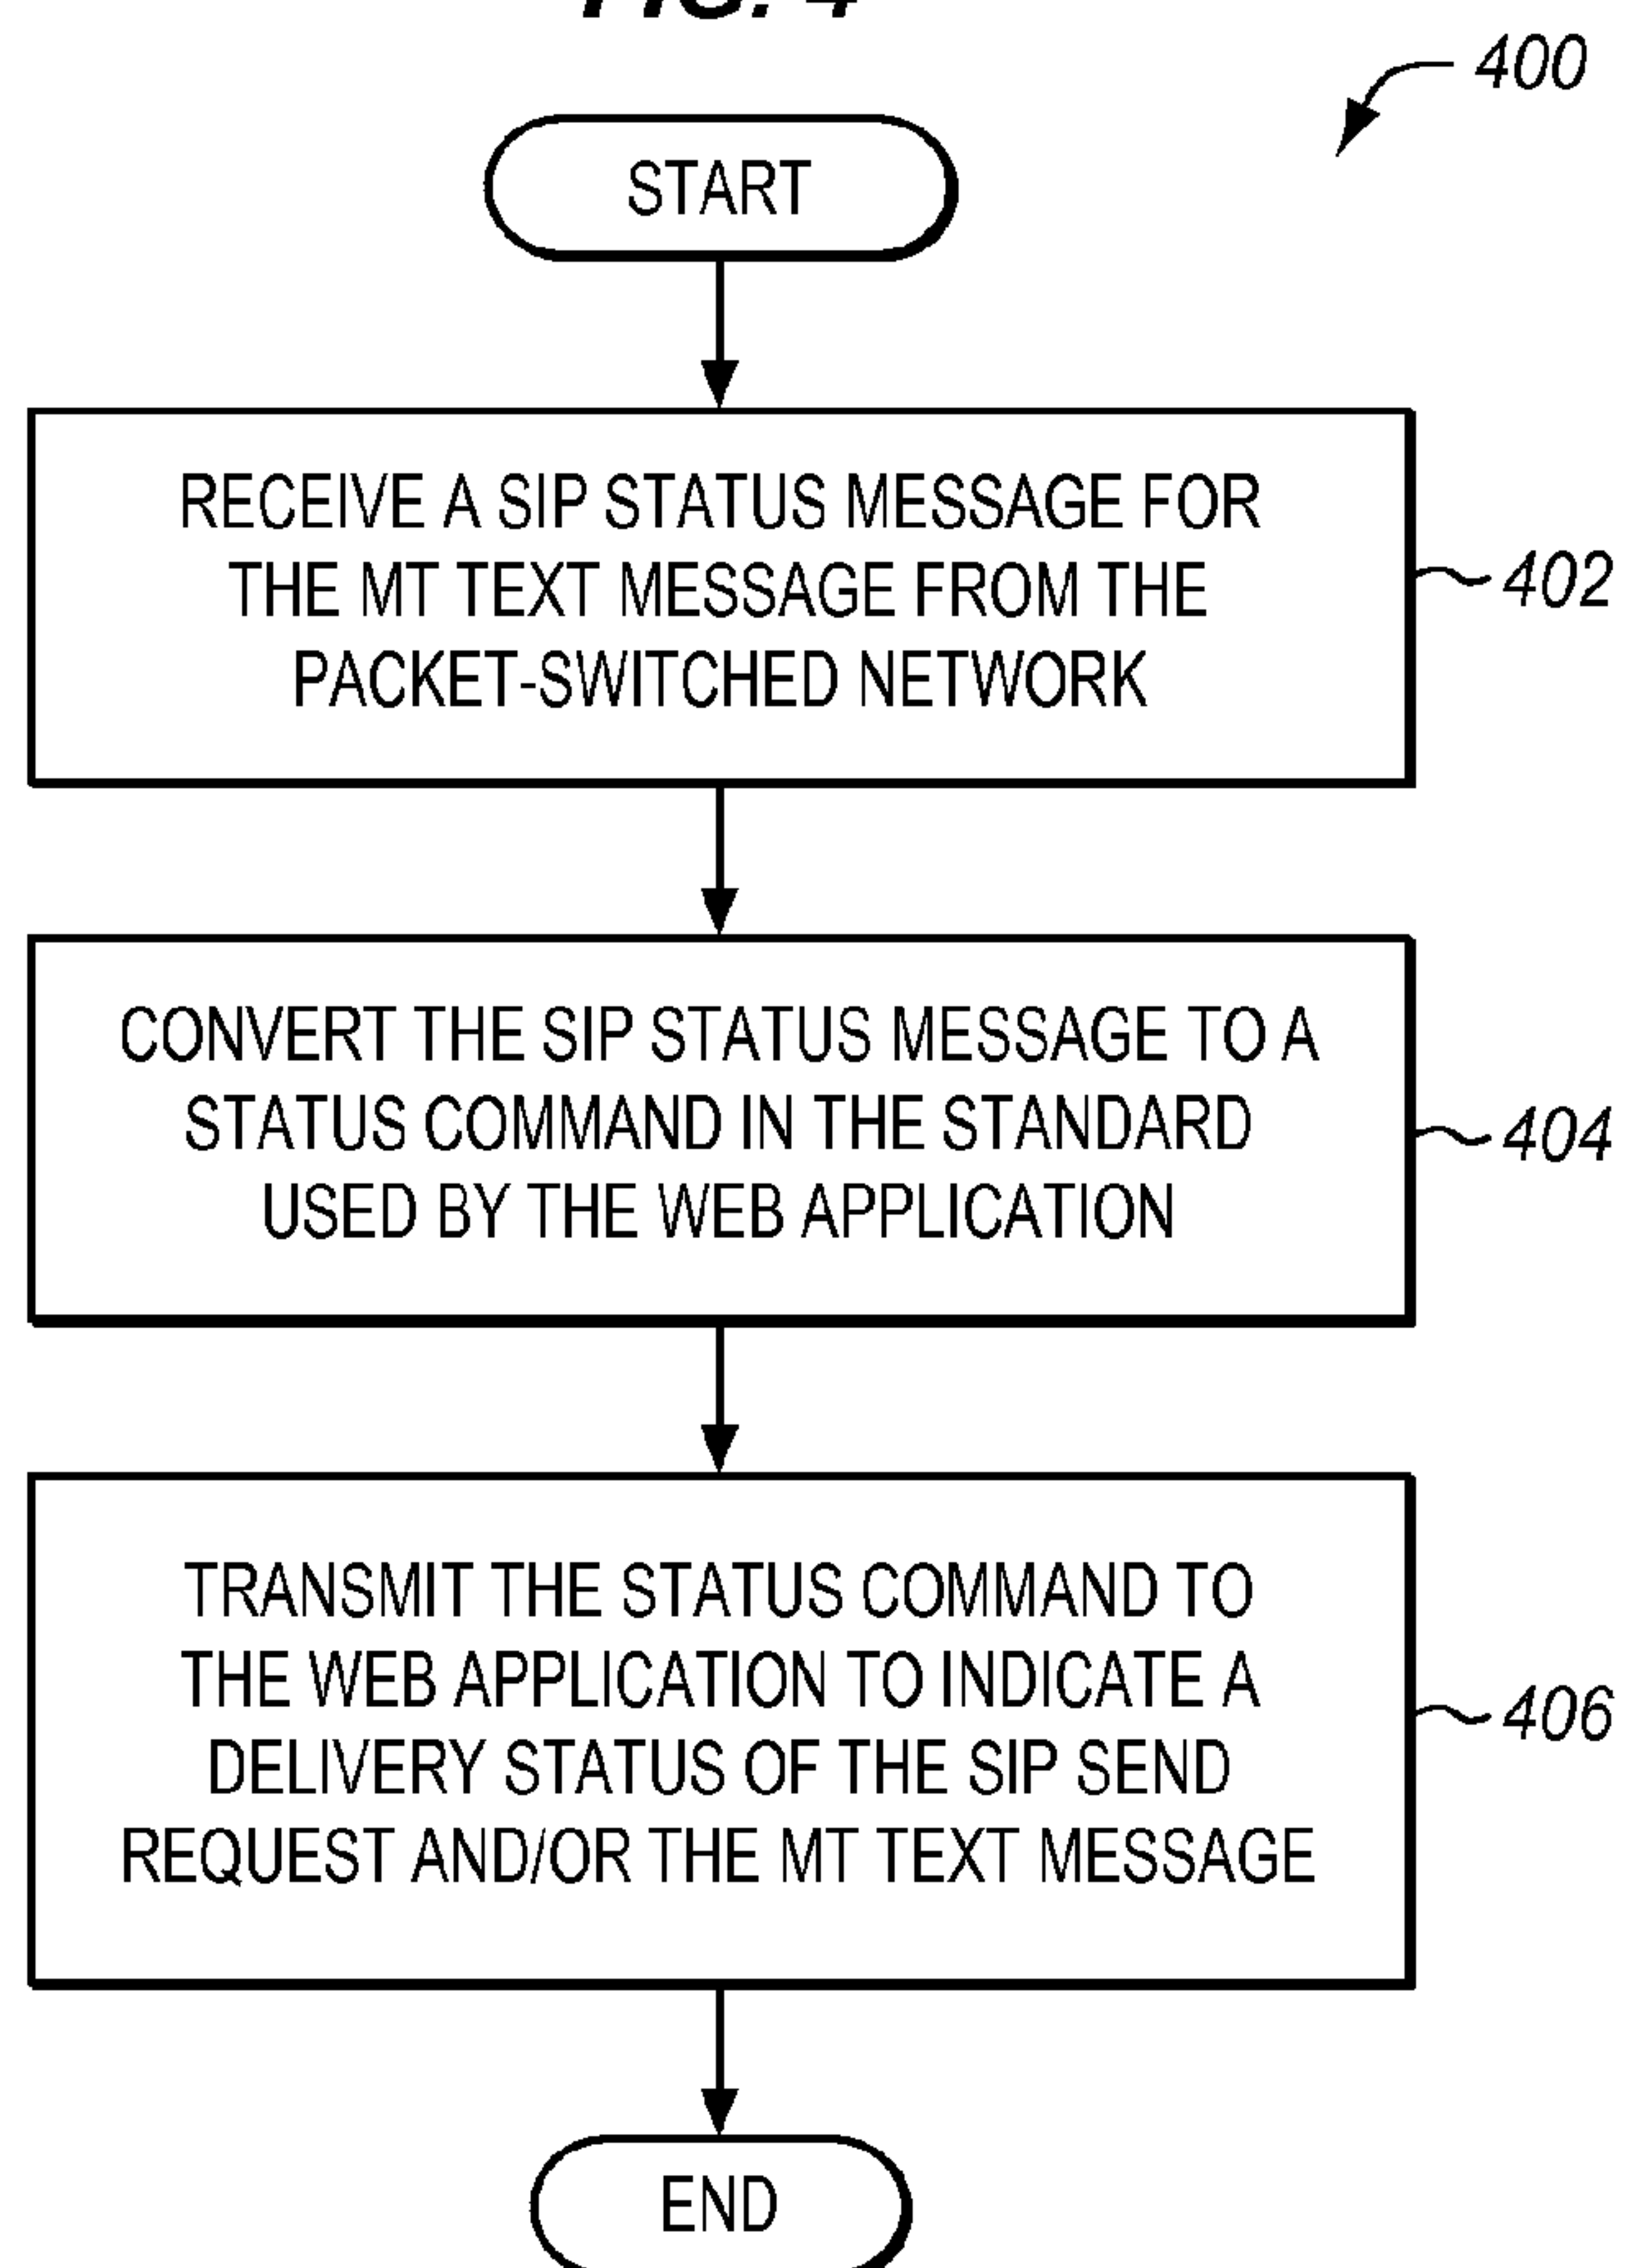 FIG. 4
400
START
RECEIVE A SIP STATUS MESSAGE FOR
THE MT TEXT MESSAGE FROM THE
PACKET-SWITCHED NETWORK
402
CONVERT THE SIP STATUS MESSAGE TO A
STATUS COMMAND IN THE STANDARD
USED BY THE WEB APPLICATION
404
TRANSMIT THE STATUS COMMAND TO
THE WEB APPLICATION TO INDICATE A
DELIVERY STATUS OF THE SIP SEND
REQUEST AND/OR THE MT TEXT MESSAGE
406
END